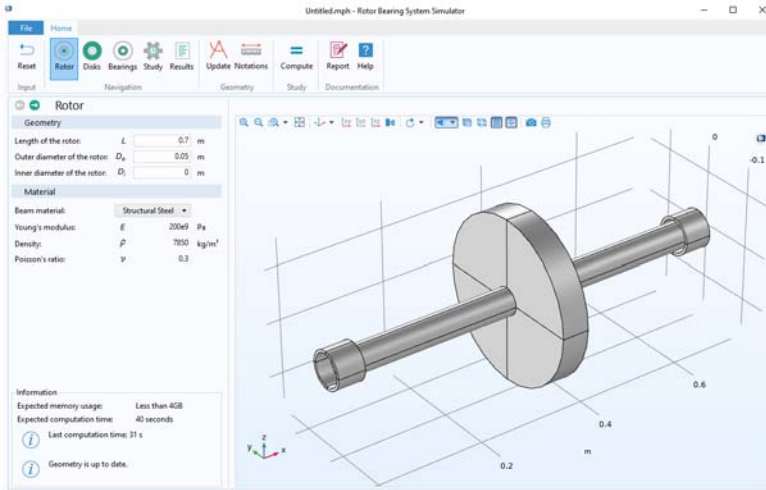 Untitled.mph - Rotor Bearing System Simulator
File Home
Reset Rotor Disks Bearings Study Results Update Notations Compute Report Help
Input Navigation Geometry Study Documentation
Rotor
Geometry
Length of the rotor: L 0.7 m
Outer diameter of the rotor: Dₒ 0.05 m
Inner diameter of the rotor: Dᵢ 0 m
Material
Beam material: Structural Steel
Young's modulus: E 200e9 Pa
Density: ρ 7850 kg/m³
Poisson's ratio: ν 0.3
Information
Expected memory usage: Less than 4GB
Expected computation time: 40 seconds
Last computation time: 31 s
Geometry is up to date.
0
-0.1
0.6
0.4
m
0.2
z
y x